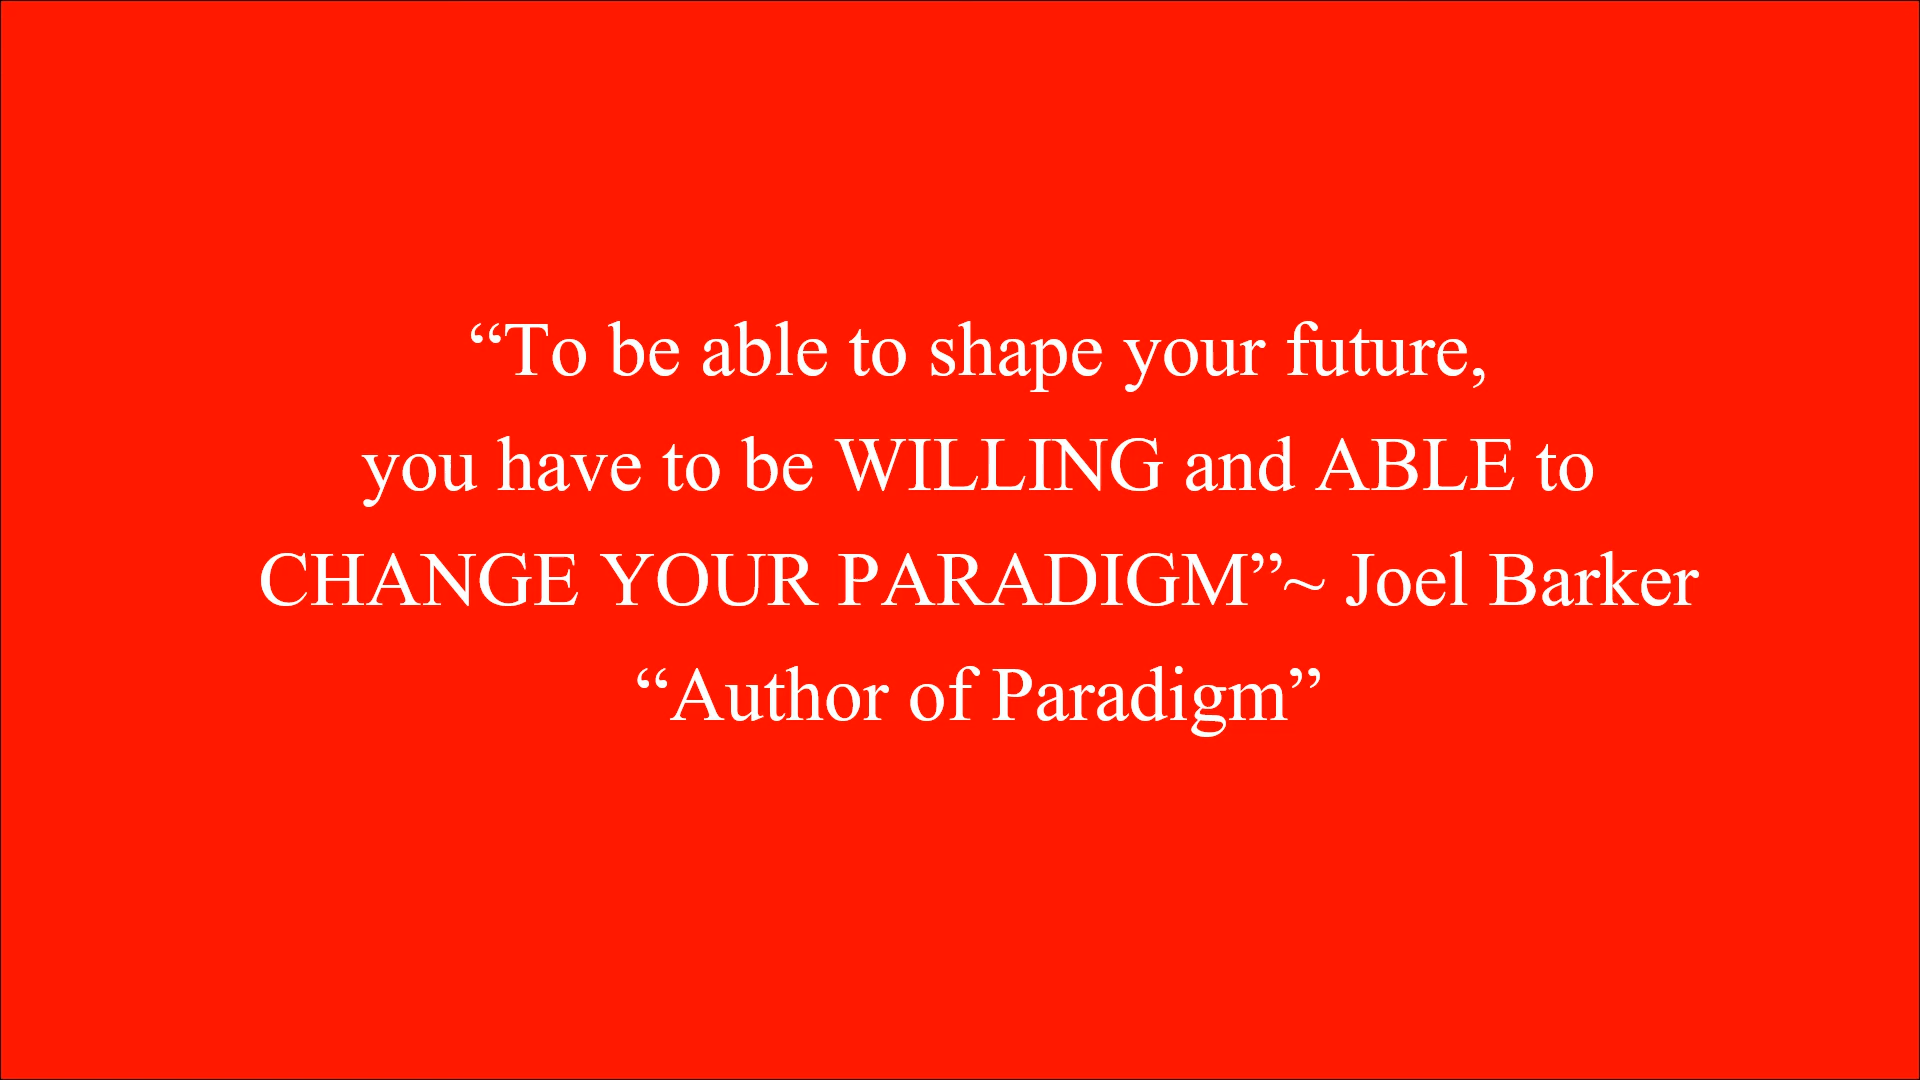 “To be able to shape your future,
you have to be WILLING and ABLE to
CHANGE YOUR PARADIGM”~ Joel Barker
“Author of Paradigm”